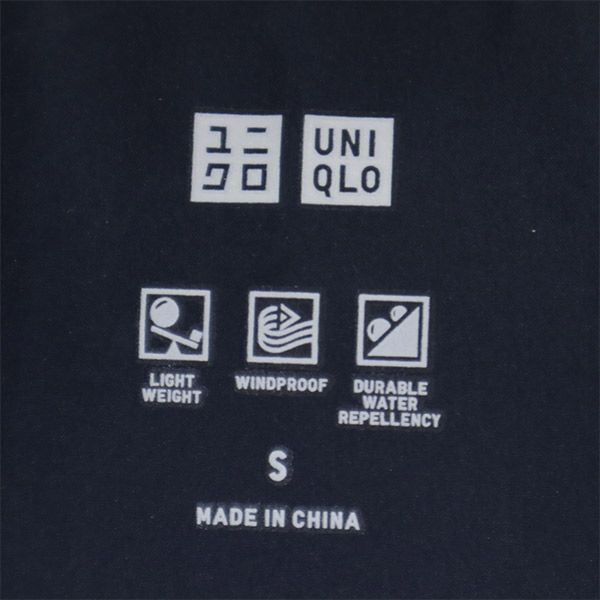 ユニ
クロ
UNI
QLO
LIGHT
WEIGHT
WINDPROOF
DURABLE
WATER
REPELLENCY
S
MADE IN CHINA